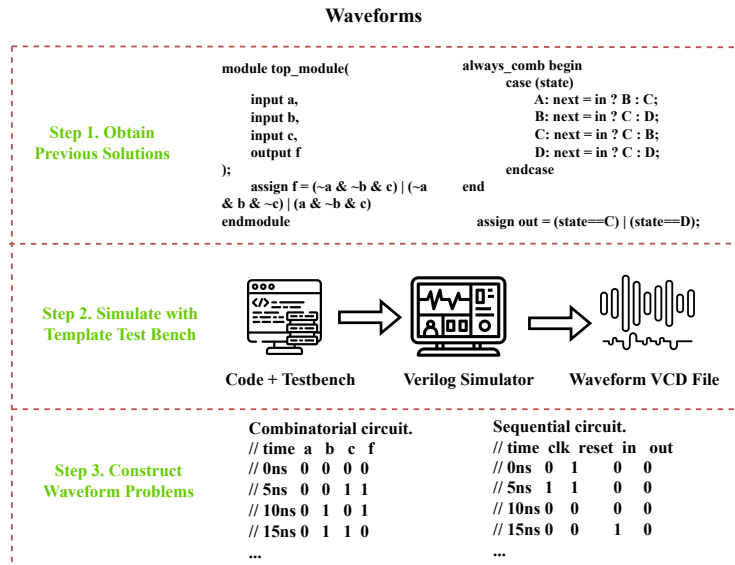 Waveforms
Step 1. Obtain
Previous Solutions
module top_module(
input a,
input b,
input c,
output f
);
assign f = (~a & ~b & c) | (~a
& b & ~c) | (a & ~b & c)
endmodule
always_comb begin
case (state)
A: next = in ? B : C;
B: next = in ? C : D;
C: next = in ? C : B;
D: next = in ? C : D;
endcase
end
assign out = (state==C) | (state==D);
Step 2. Simulate with
Template Test Bench
</>
Code + Testbench
Verilog Simulator
Waveform VCD File
Step 3. Construct
Waveform Problems
Combinatorial circuit.
// time a b c f
// 0ns 0 0 0 0
// 5ns 0 0 1 1
// 10ns 0 1 0 1
// 15ns 0 1 1 0
...
Sequential circuit.
// time clk reset in out
// 0ns 0 1 0 0
// 5ns 1 1 0 0
// 10ns 0 0 0 0
// 15ns 0 0 1 0
...